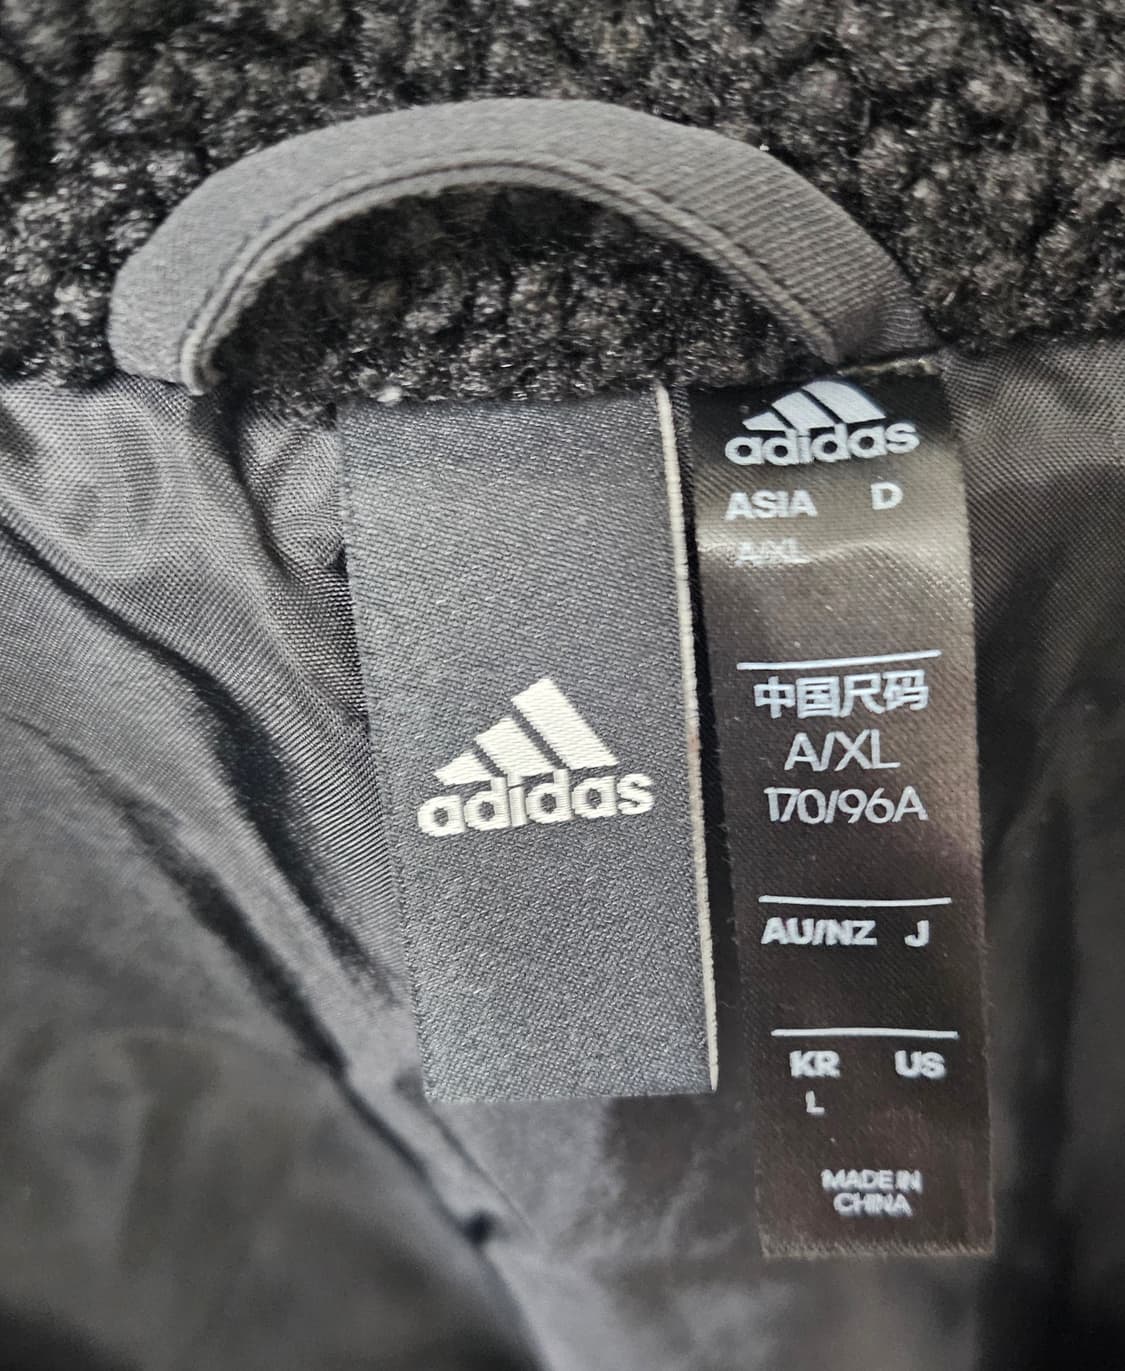 adidas
adidas
ASIA D
A/XL
中国尺码
A/XL
170/96A
AU/NZ J
KR US
L
MADE IN
CHINA